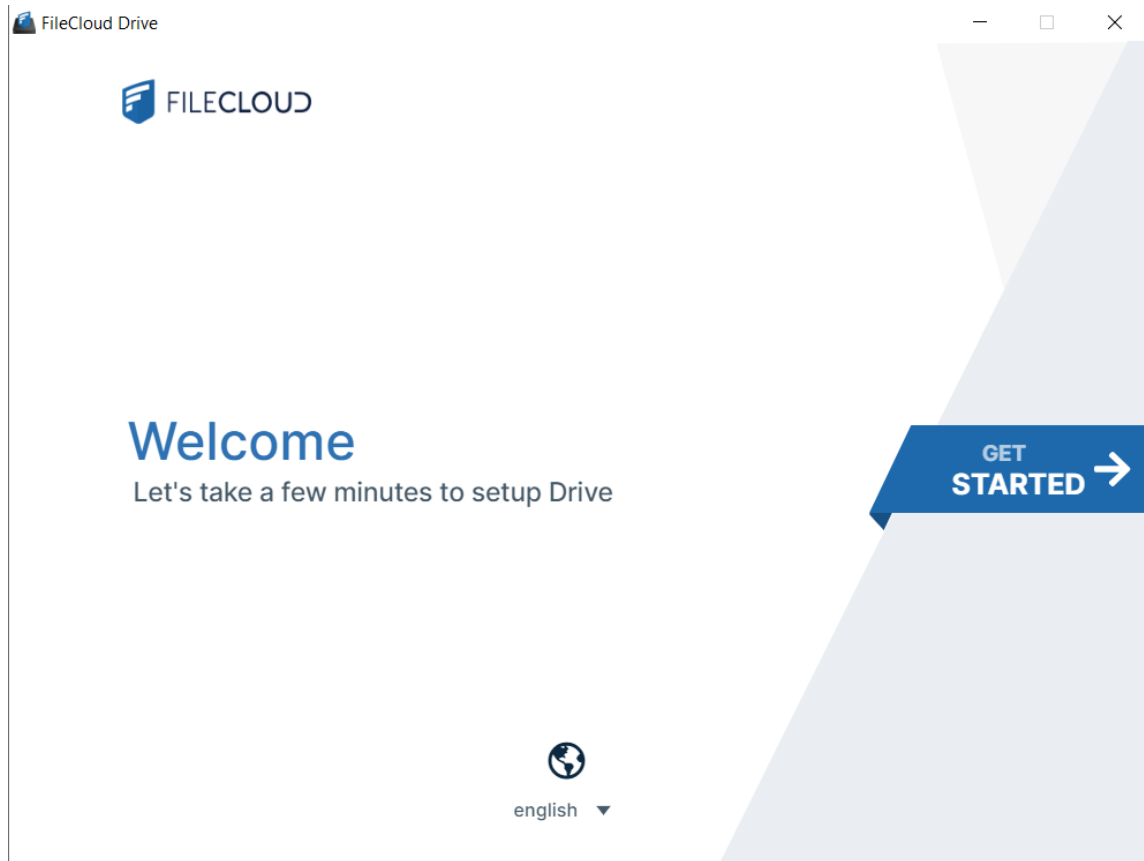 FileCloud Drive
FILECLOUD
Welcome
Let's take a few minutes to setup Drive
GET
STARTED
english